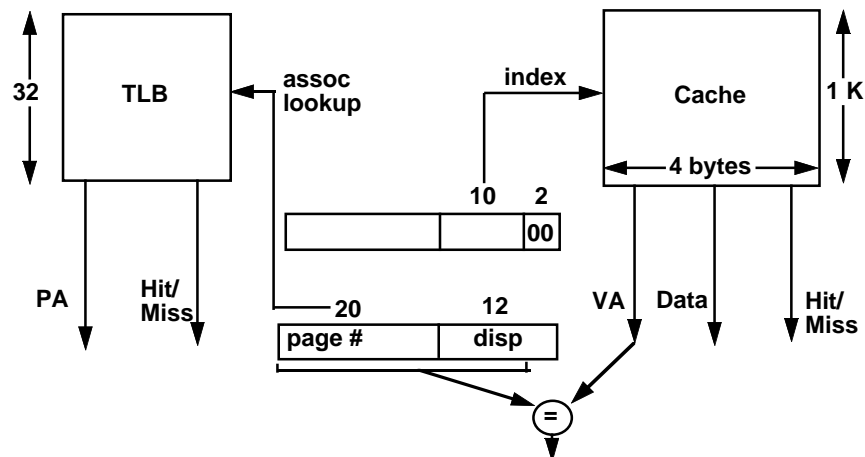 32
TLB
assoc
lookup
index
Cache
1 K
4 bytes
10
2
00
PA
Hit/
Miss
20
12
page #
disp
VA
Data
Hit/
Miss
=